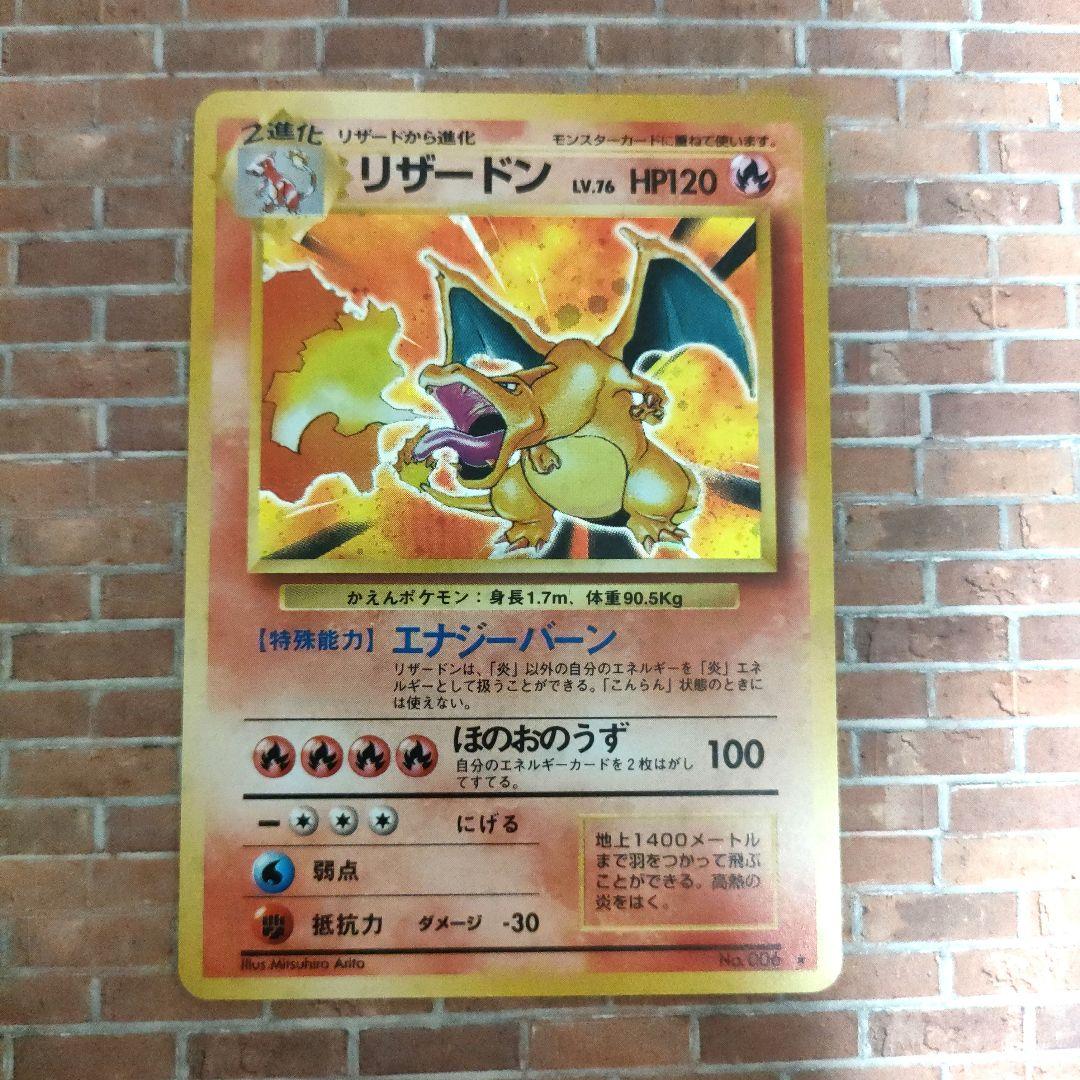 2進化 リザードから進化 モンスターカードに重ねて使います。
リザードン LV.76 HP120
かえんポケモン:身長1.7m、体重90.5Kg
【特殊能力】エナジーバーン
リザードンは、「炎」以外の自分のエネルギーを「炎」エネ
ルギーとして扱うことができる。「こんらん」状態のときに
は使えない。
ほのおのうず 100
自分のエネルギーカードを2枚はがし
てすてる。
ー にげる
弱点
抵抗力 ダメージ -30
地上1400メートル
まで羽をつかって飛ぶ
ことができる。高熱の
炎をはく。
Illus. Mitsuhiro Arita No. 006